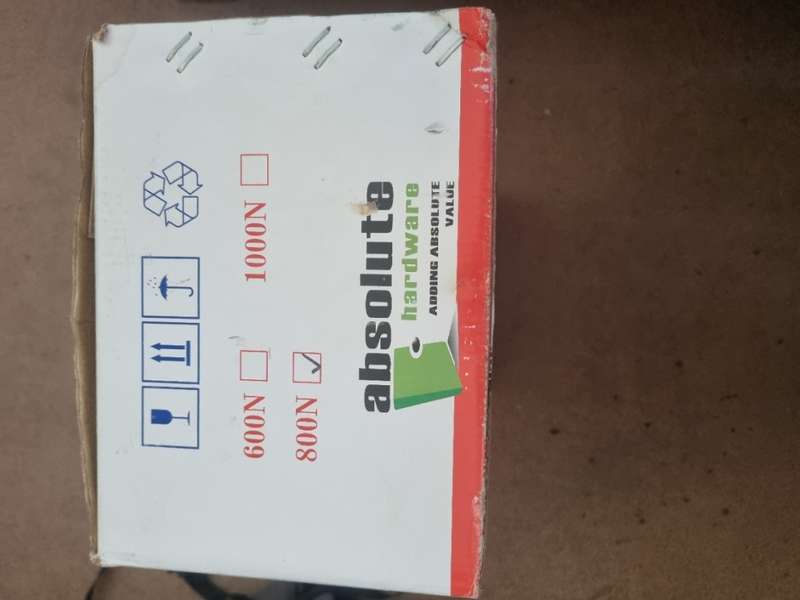 600N
1000N
800N
absolute
hardware
ADDING ABSOLUTE
VALUE